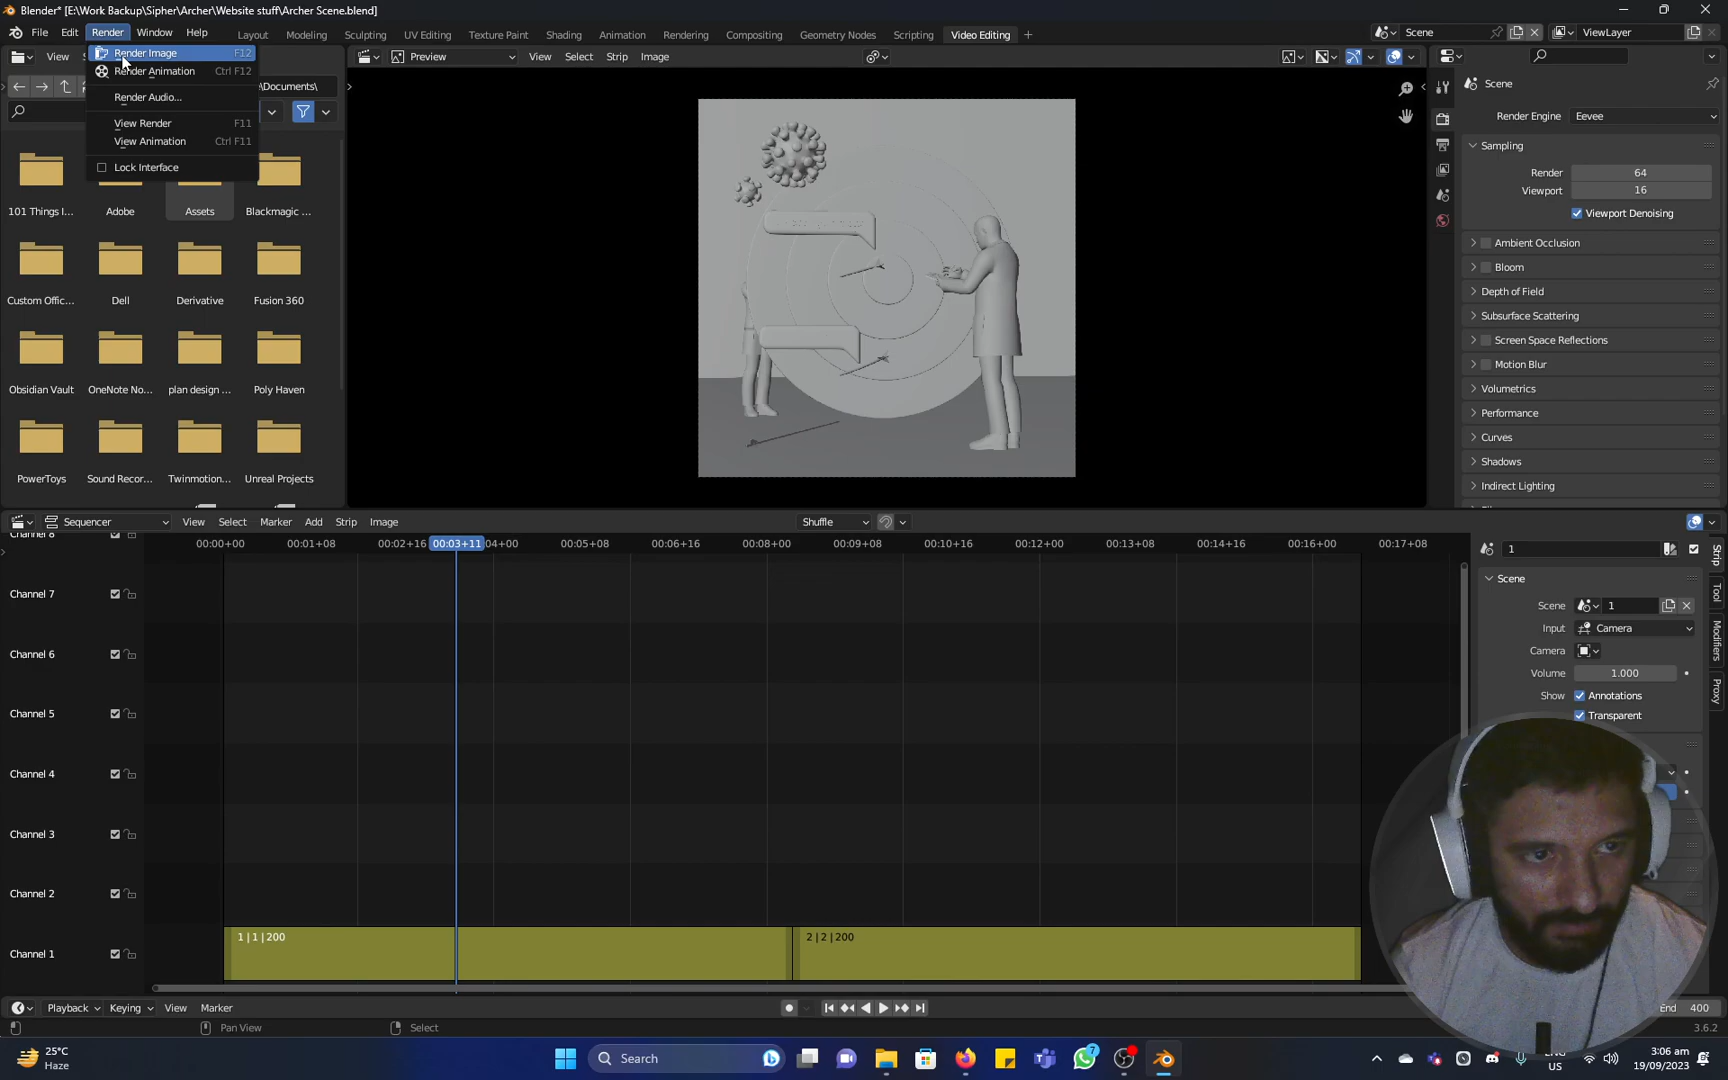 Blender* [E:\Work Backup\Sipher\Archer\Website stuff\Archer Scene.blend]
File Edit Render Window Help Layout Modeling Sculpting UV Editing Texture Paint Shading Animation Rendering Compositing Geometry Nodes Scripting Video Editing + Scene ViewLayer
Render Image F12
Render Animation Ctrl F12
Render Audio...
View Render F11
View Animation Ctrl F11
Lock Interface
View
\Documents\
101 Things I... Adobe Assets Blackmagic ...
Custom Offic... Dell Derivative Fusion 360
Obsidian Vault OneNote No... plan design ... Poly Haven
PowerToys Sound Recor... Twinmotion... Unreal Projects
Preview View Select Strip Image
Scene
Render Engine Eevee
Sampling
Render 64
Viewport 16
Viewport Denoising
Ambient Occlusion
Bloom
Depth of Field
Subsurface Scattering
Screen Space Reflections
Motion Blur
Volumetrics
Performance
Curves
Shadows
Indirect Lighting
Sequencer View Select Marker Add Strip Image Shuffle
00:00+00 00:01+08 00:02+16 00:03+11 04+00 00:05+08 00:06+16 00:08+00 00:09+08 00:10+16 00:12+00 00:13+08 00:14+16 00:16+00 00:17+08
Channel 8
Channel 7
Channel 6
Channel 5
Channel 4
Channel 3
Channel 2
Channel 1
1 | 1 | 200
2 | 2 | 200
1
Scene
Scene 1
Input Camera
Camera
Volume 1.000
Show Annotations
Transparent
Strip
Tool
Modifiers
Proxy
Playback Keying View Marker
End 400
Pan View Select 3.6.2
25°C
Haze
Search
7
US
3:06 am
19/09/2023